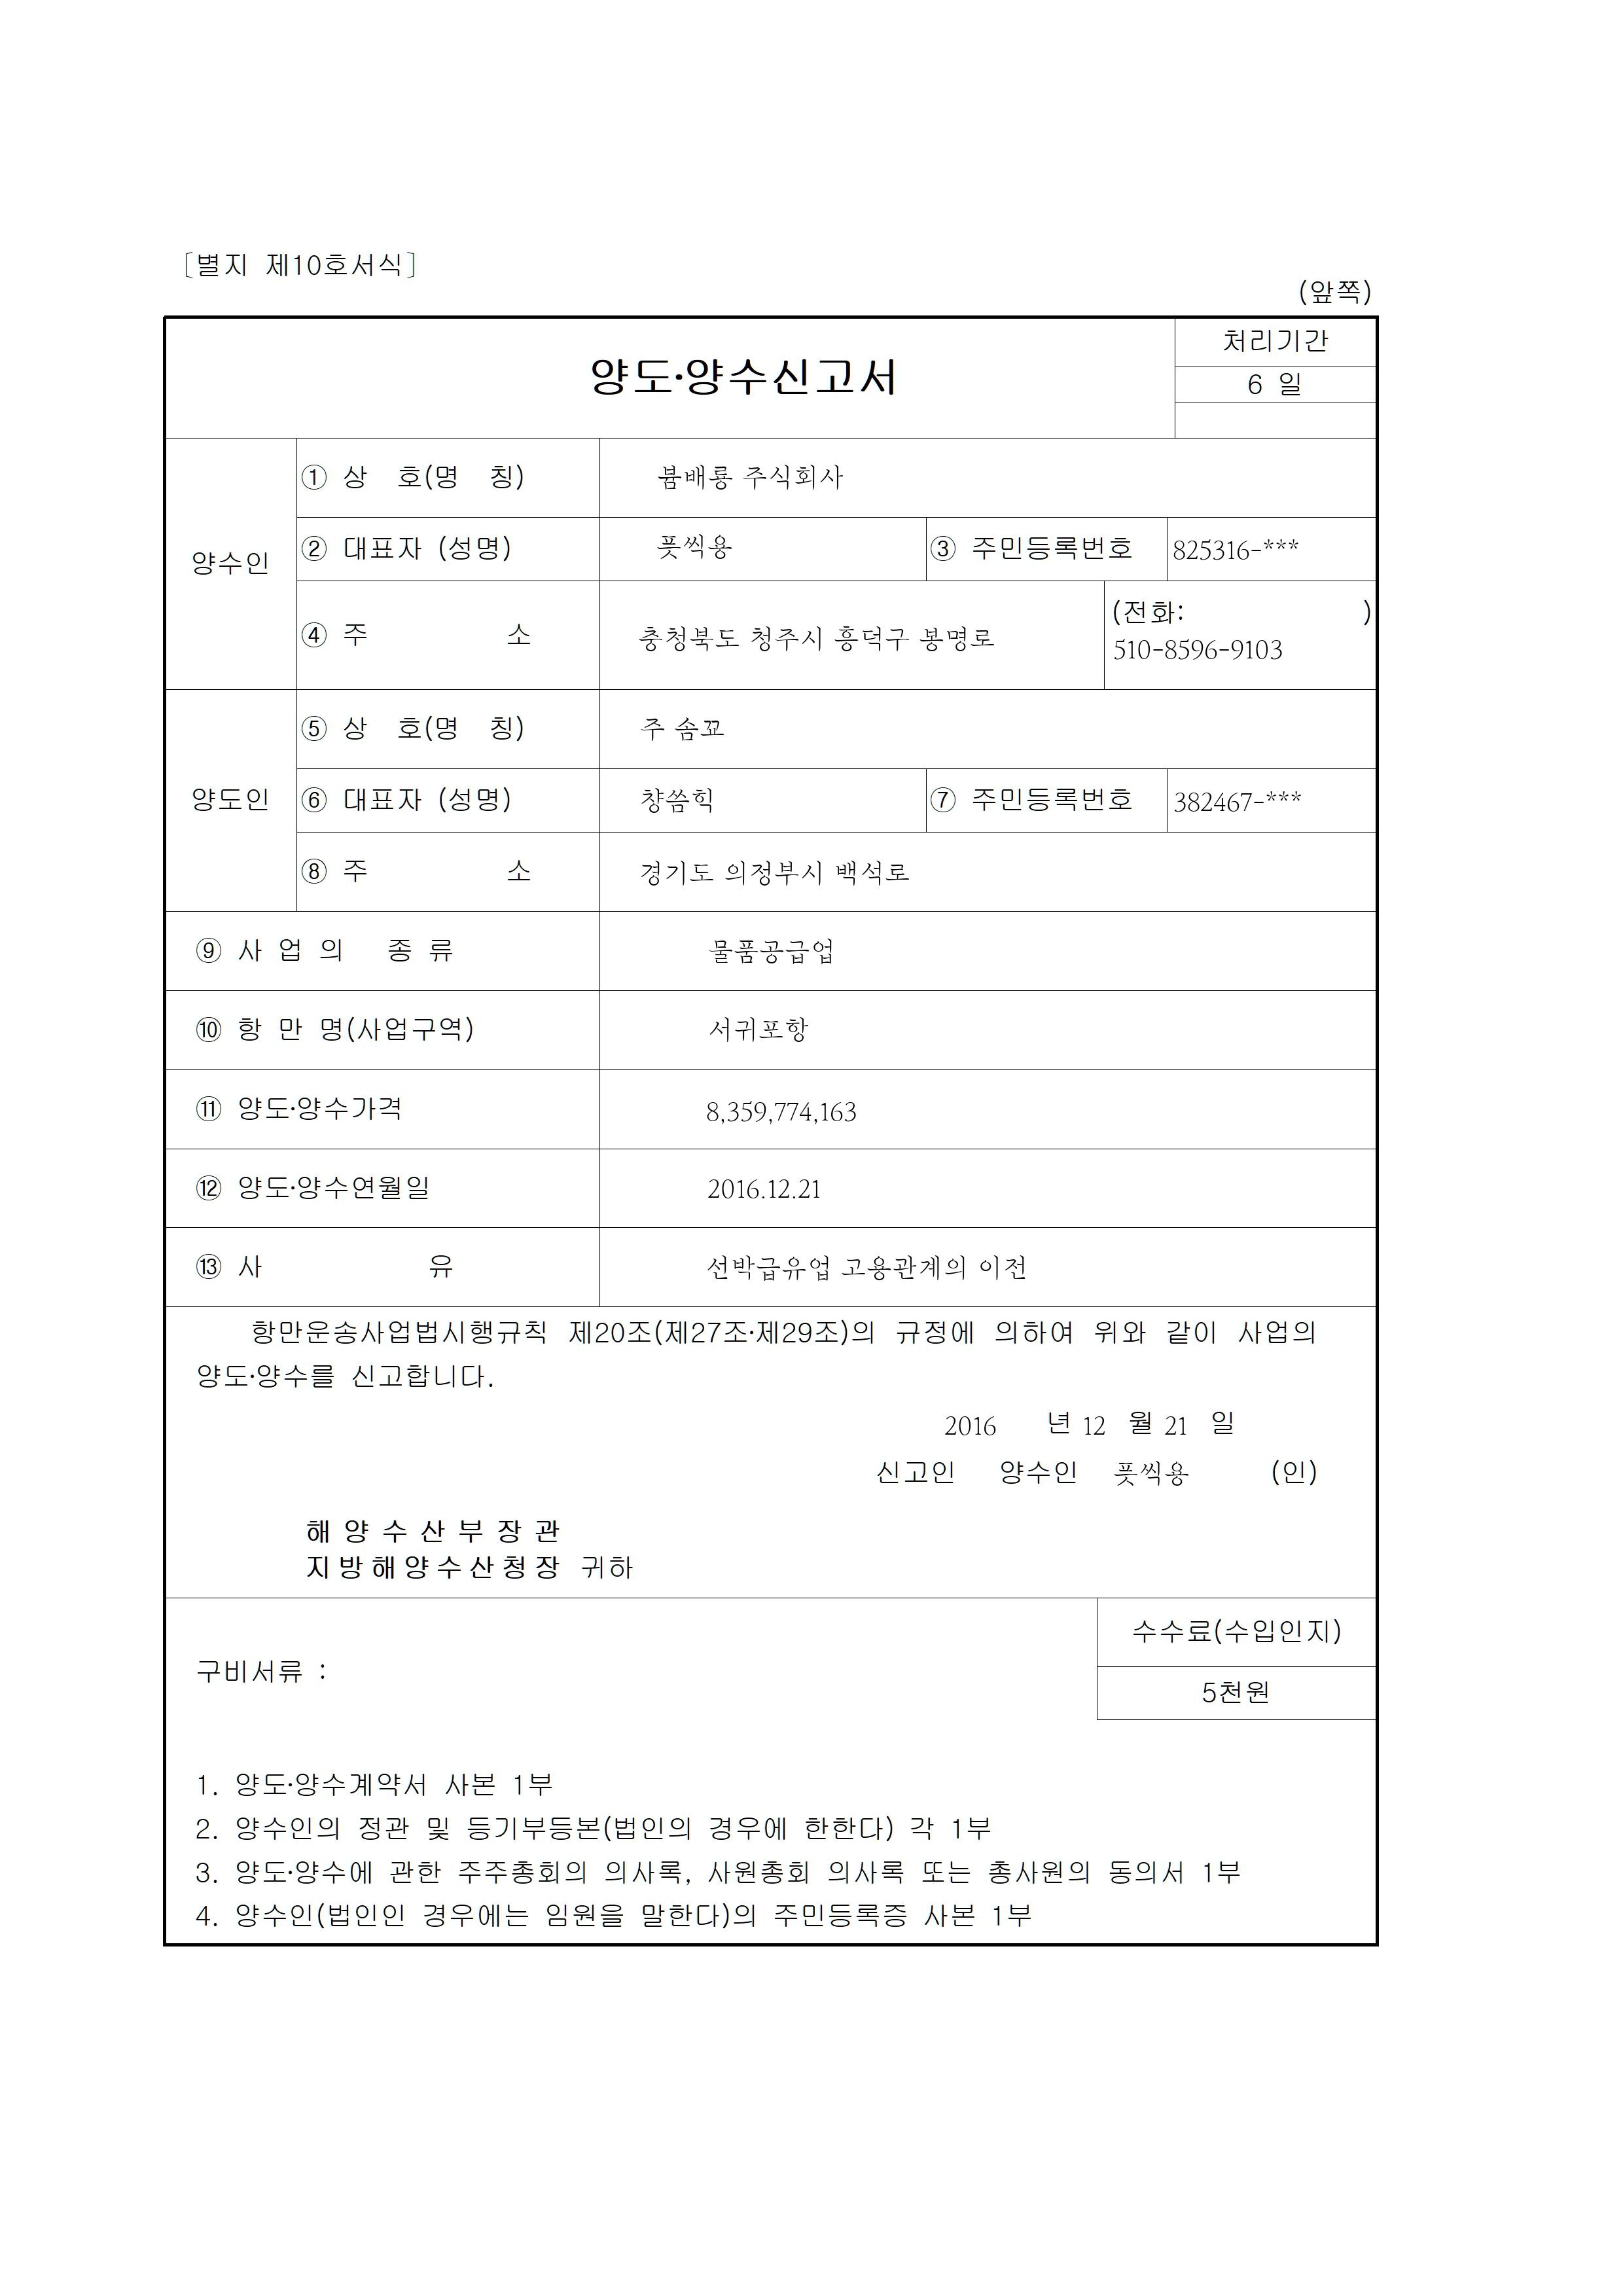 [별지 제10호서식]
(앞쪽)
양도·양수신고서
처리기간
6 일
양수인
① 상 호(명 칭)
붐배룡 주식회사
② 대표자 (성명)
풋씩용
③ 주민등록번호
825316-***
④ 주 소
충청북도 청주시 흥덕구 봉명로
(전화: )
510-8596-9103
양도인
⑤ 상 호(명 칭)
주 솜꾜
⑥ 대표자 (성명)
챵씀힉
⑦ 주민등록번호
382467-***
⑧ 주 소
경기도 의정부시 백석로
⑨ 사 업 의 종 류
물품공급업
⑩ 항 만 명(사업구역)
서귀포항
⑪ 양도·양수가격
8,359,774,163
⑫ 양도·양수연월일
2016.12.21
⑬ 사 유
선박급유업 고용관계의 이전
항만운송사업법시행규칙 제20조(제27조·제29조)의 규정에 의하여 위와 같이 사업의
양도·양수를 신고합니다.
2016 년 12 월 21 일
신고인 양수인 풋씩용 (인)
해 양 수 산 부 장 관
지 방 해 양 수 산 청 장 귀하
수수료(수입인지)
구비서류 :
5천원
1. 양도·양수계약서 사본 1부
2. 양수인의 정관 및 등기부등본(법인의 경우에 한한다) 각 1부
3. 양도·양수에 관한 주주총회의 의사록, 사원총회 의사록 또는 총사원의 동의서 1부
4. 양수인(법인인 경우에는 임원을 말한다)의 주민등록증 사본 1부